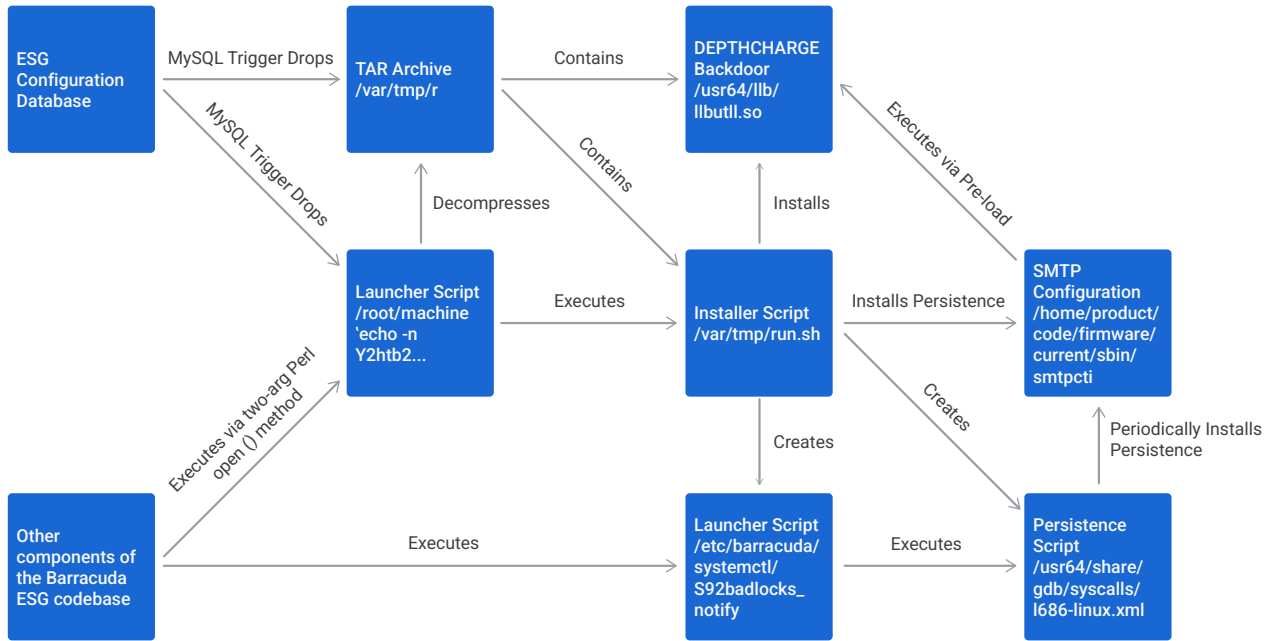 ESG
Configuration
Database
MySQL Trigger Drops
TAR Archive
/var/tmp/r
Contains
DEPTHCHARGE
Backdoor
/usr64/llb/
llbutll.so
MySQL Trigger Drops
Contains
Executes via Pre-load
Decompresses
Installs
Launcher Script
/root/machine
`echo -n
Y2htb2...
Executes
Installer Script
/var/tmp/run.sh
Installs Persistence
SMTP
Configuration
/home/product/
code/firmware/
current/sbin/
smtpcti
Executes via two-arg Perl
open () method
Creates
Creates
Periodically Installs
Persistence
Other
components of
the Barracuda
ESG codebase
Executes
Launcher Script
/etc/barracuda/
systemctl/
S92badlocks_
notify
Executes
Persistence
Script
/usr64/share/
gdb/syscalls/
l686-linux.xml